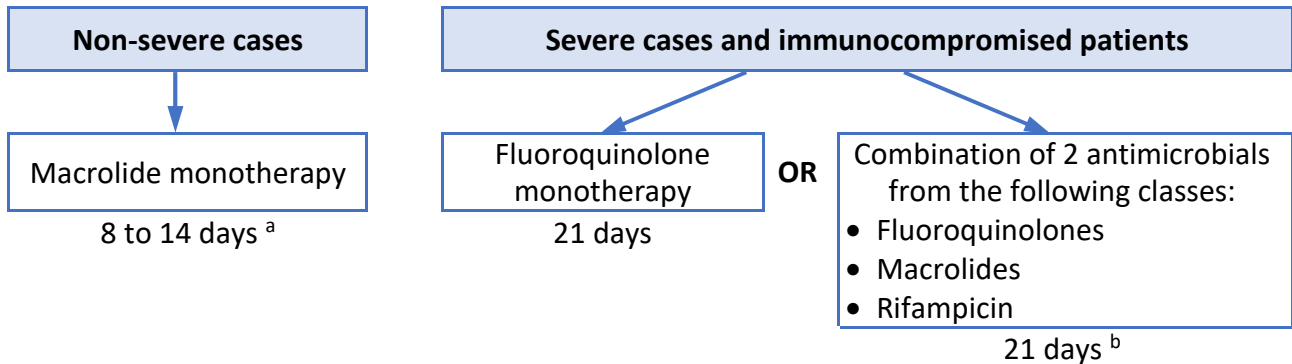 Non-severe cases
Macrolide monotherapy
8 to 14 days a
Severe cases and immunocompromised patients
Fluoroquinolone
monotherapy
21 days
OR
Combination of 2 antimicrobials
from the following classes:
• Fluoroquinolones
• Macrolides
• Rifampicin
21 days b